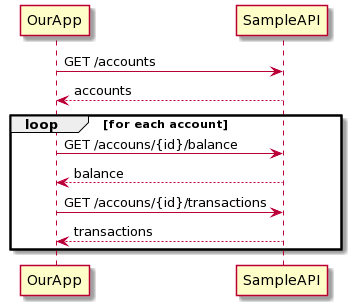 OurApp SampleAPI
GET /accounts
accounts
loop [for each account]
GET /accouns/{id}/balance
balance
GET /accouns/{id}/transactions
transactions
OurApp SampleAPI